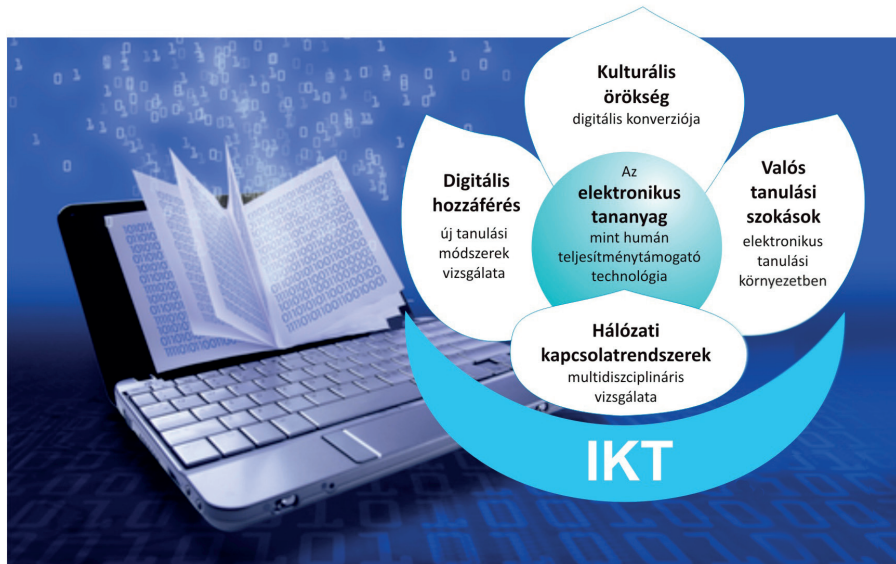 Kulturális
örökség
digitális konverziója
Digitális
hozzáférés
új tanulási
módszerek
vizsgálata
Az
elektronikus
tananyag
mint humán
teljesítménytámogató
technológia
Valós
tanulási
szokások
elektronikus
tanulási
környezetben
Hálózati
kapcsolatrendszerek
multidiszciplináris
vizsgálata
IKT